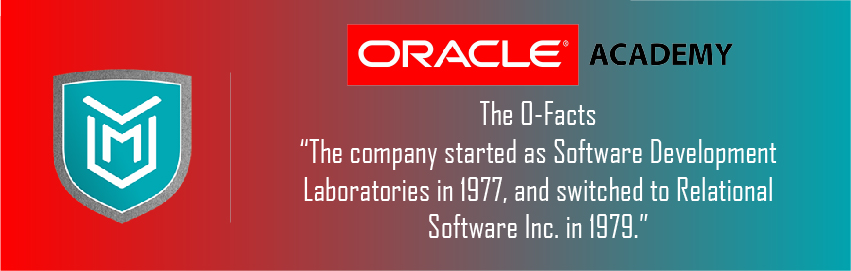 ORACLE® ACADEMY
The O-Facts
“The company started as Software Development
Laboratories in 1977, and switched to Relational
Software Inc. in 1979.”